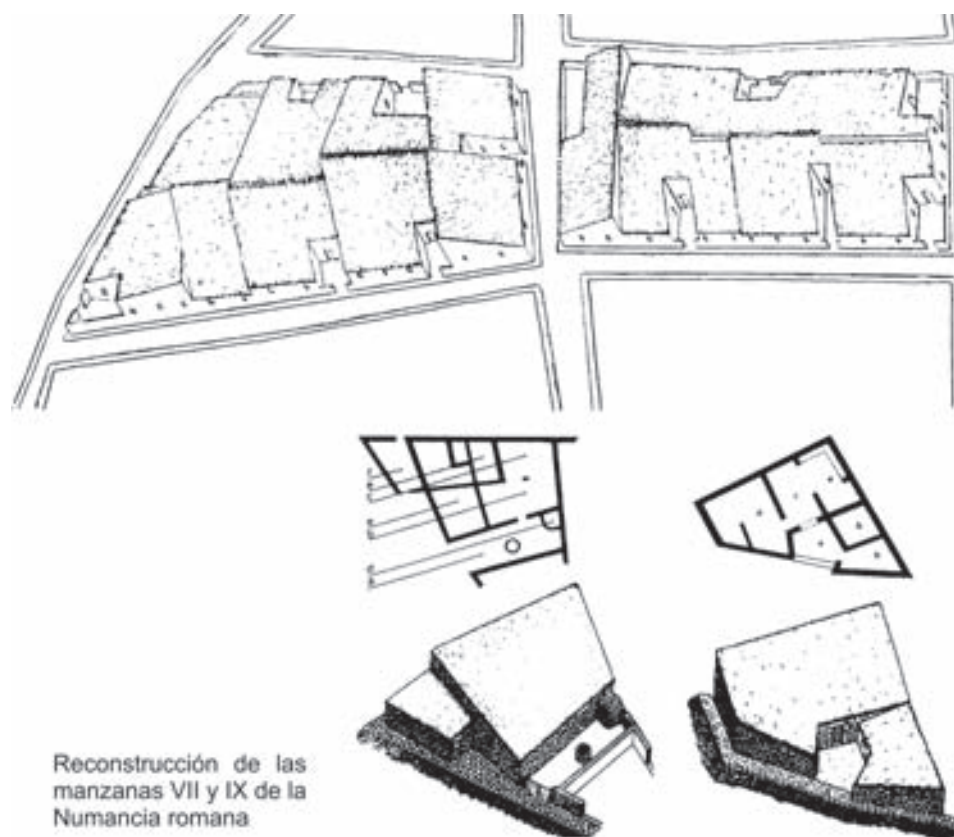 Reconstrucción de las
manzanas VII y IX de la
Numancia romana